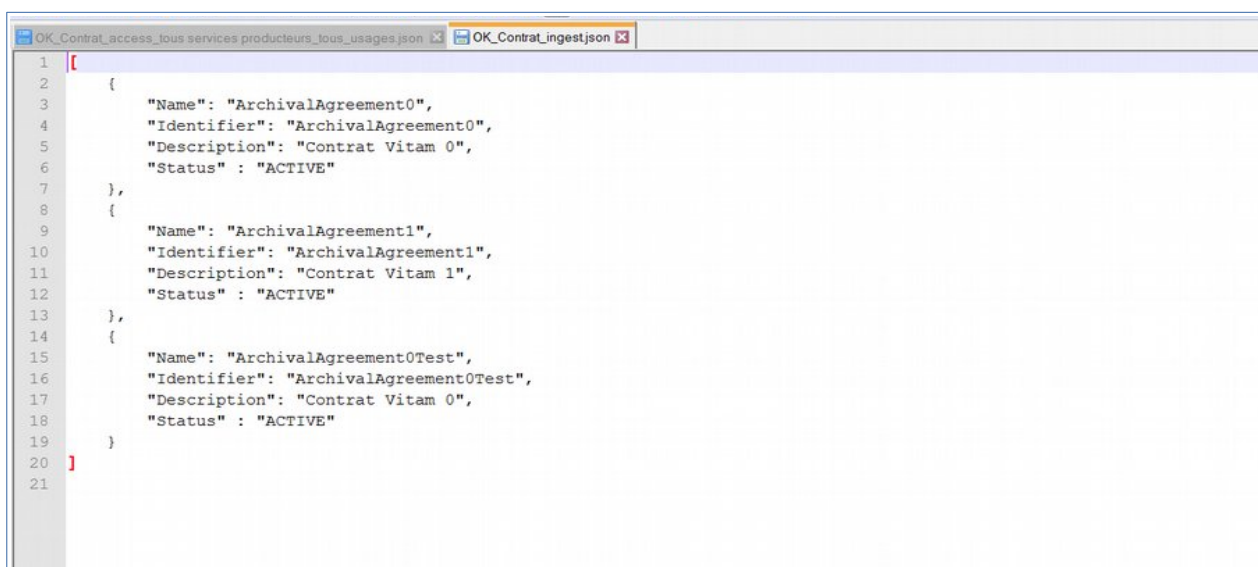 OK_Contrat_access_tous services producteurs_tous_usages.json OK_Contrat_ingest.json
1 [
2 {
3 "Name": "ArchivalAgreement0",
4 "Identifier": "ArchivalAgreement0",
5 "Description": "Contrat Vitam 0",
6 "Status" : "ACTIVE"
7 },
8 {
9 "Name": "ArchivalAgreement1",
10 "Identifier": "ArchivalAgreement1",
11 "Description": "Contrat Vitam 1",
12 "Status" : "ACTIVE"
13 },
14 {
15 "Name": "ArchivalAgreement0Test",
16 "Identifier": "ArchivalAgreement0Test",
17 "Description": "Contrat Vitam 0",
18 "Status" : "ACTIVE"
19 }
20 ]
21